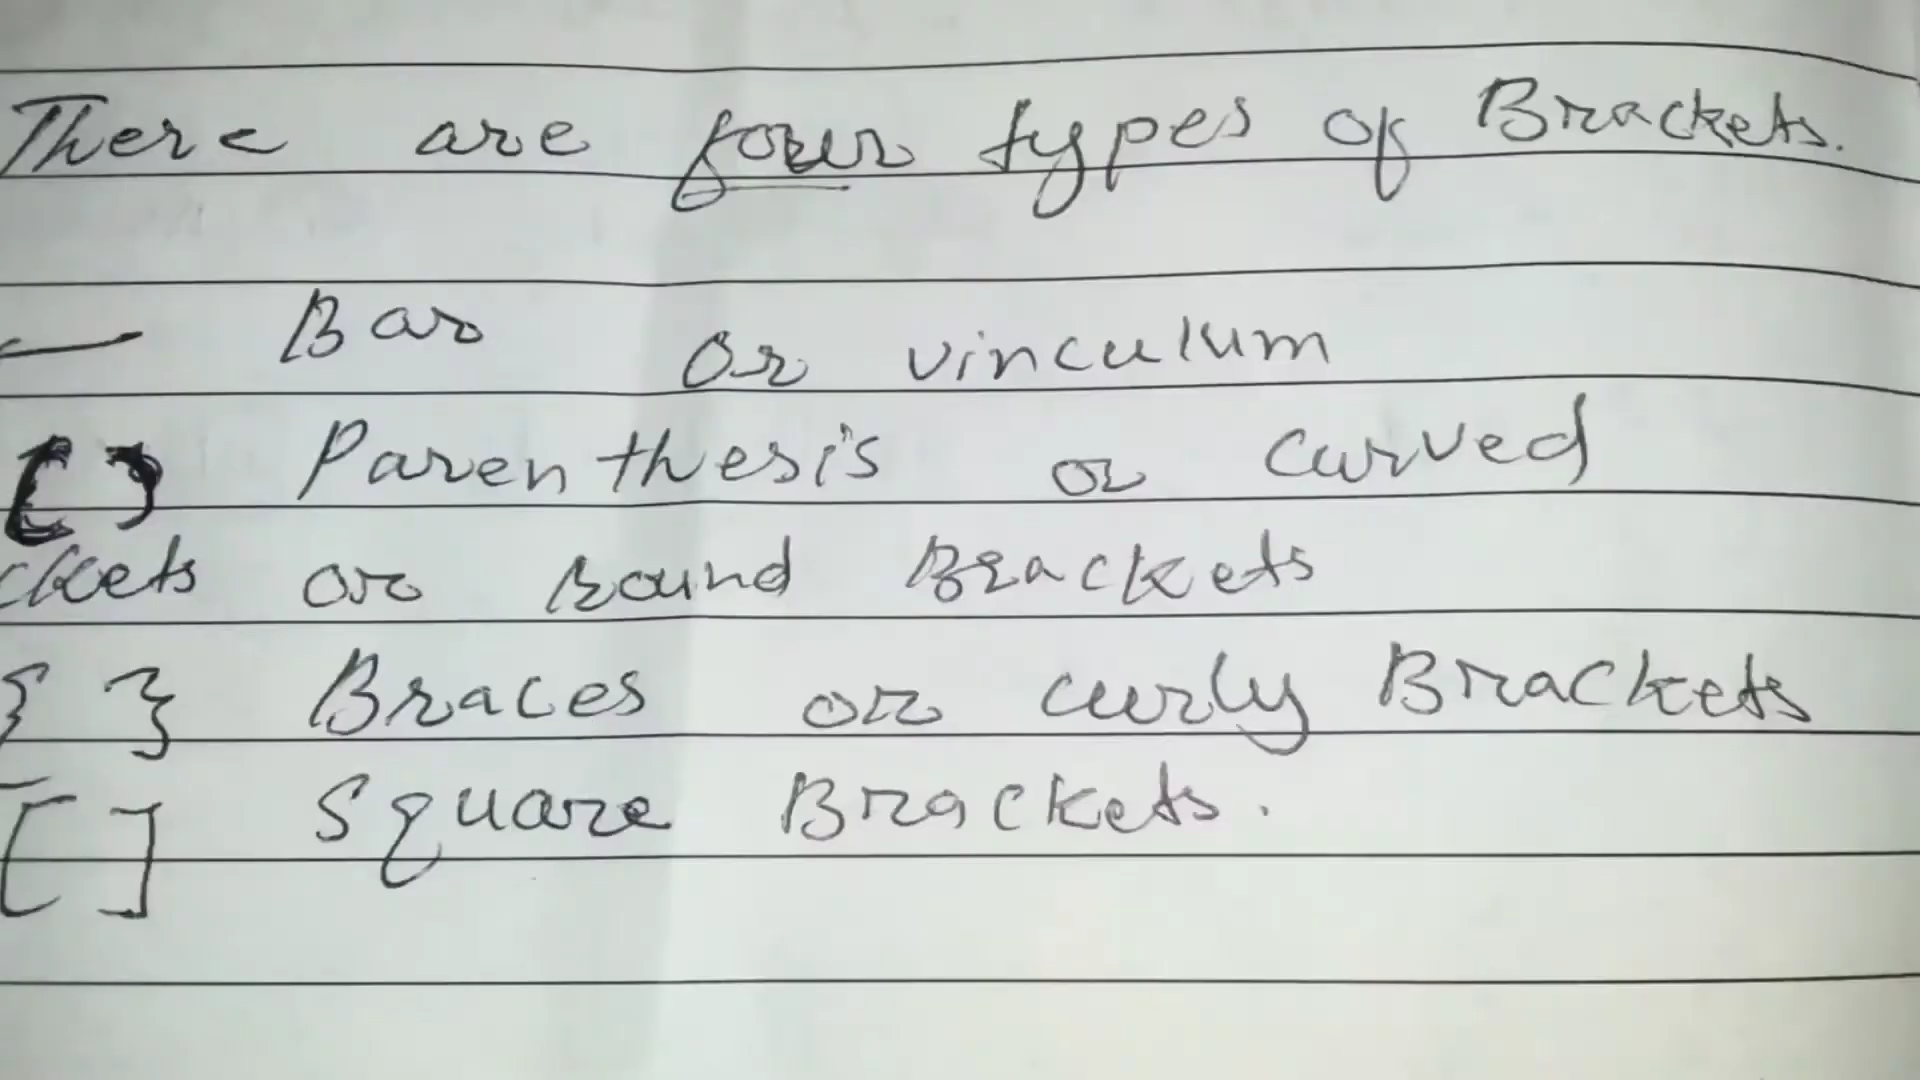 There are four types of Brackets.
— Bar or vinculum
( ) Parenthesis or curved
ckets or round Brackets
{ } Braces or curly Brackets
[ ] Square Brackets.